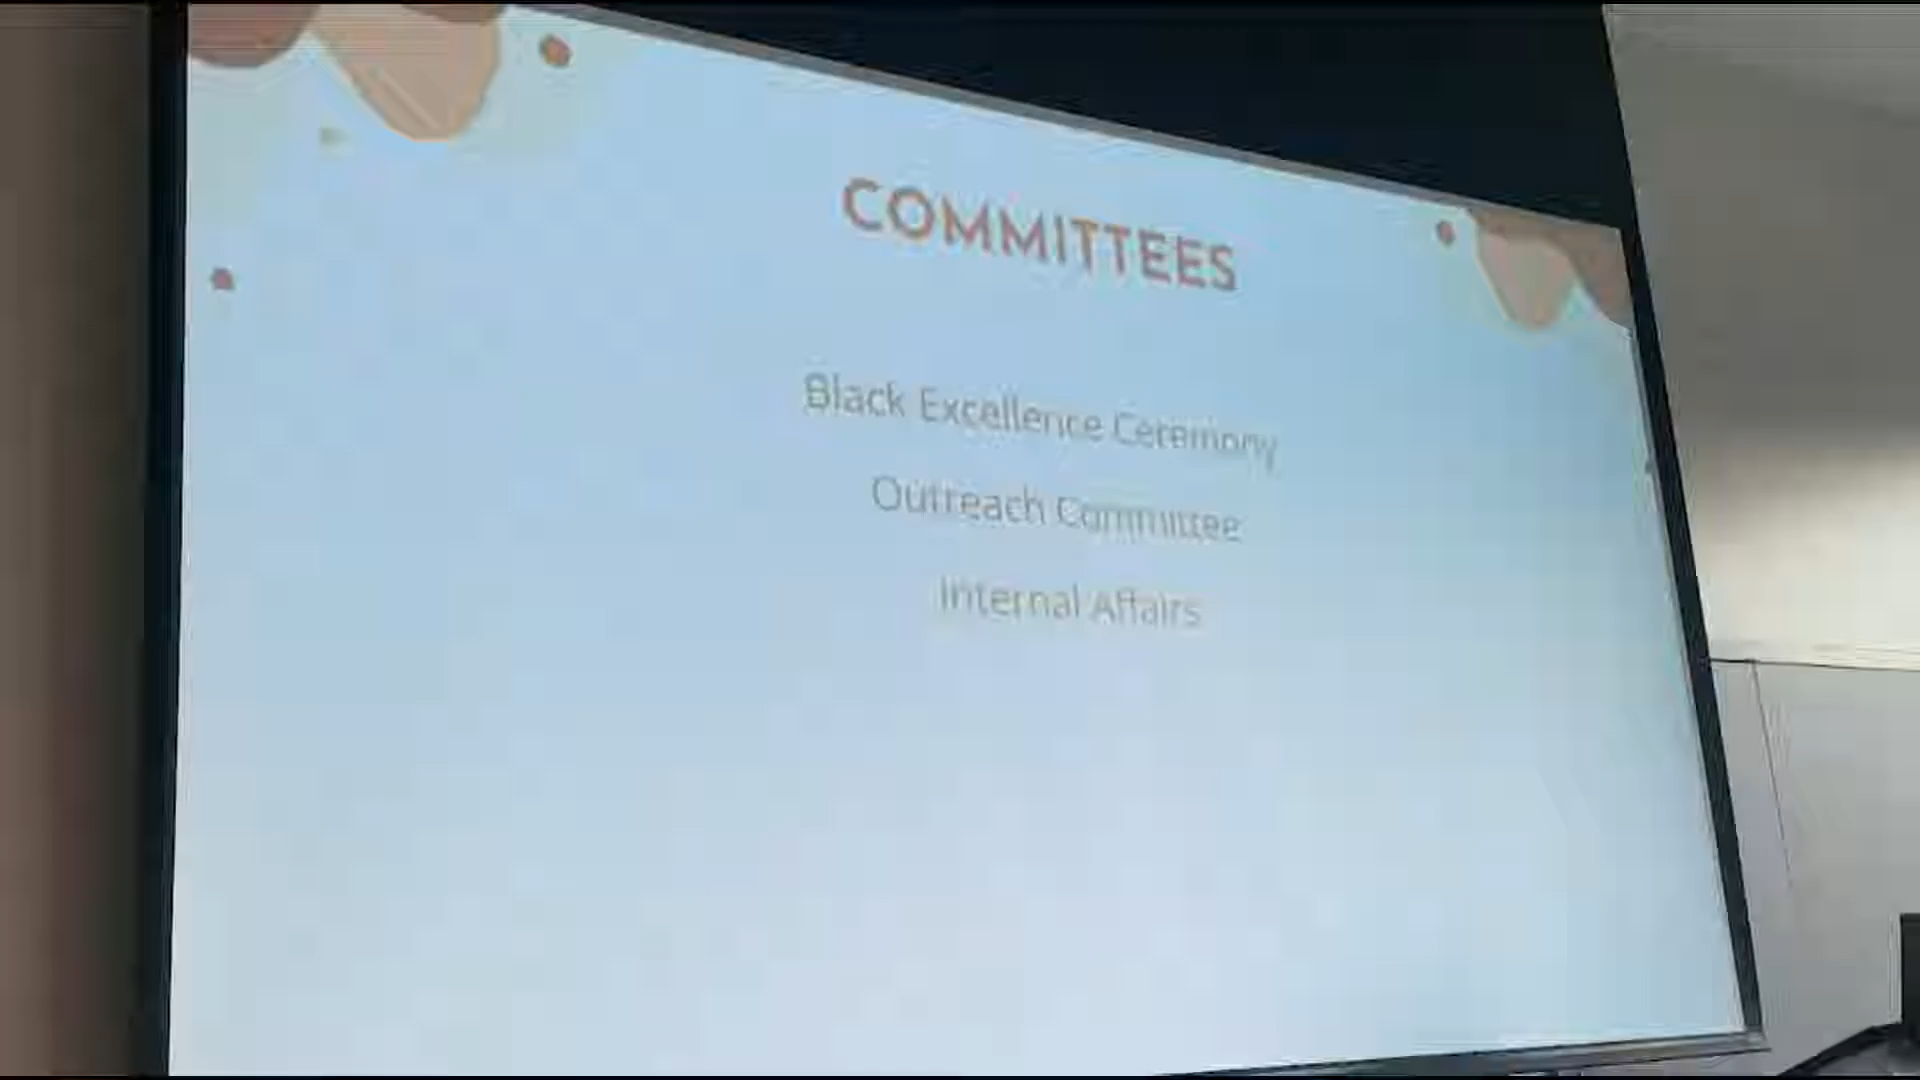 COMMITTEES
Black Excellence Ceremony
Outreach Committee
Internal Affairs